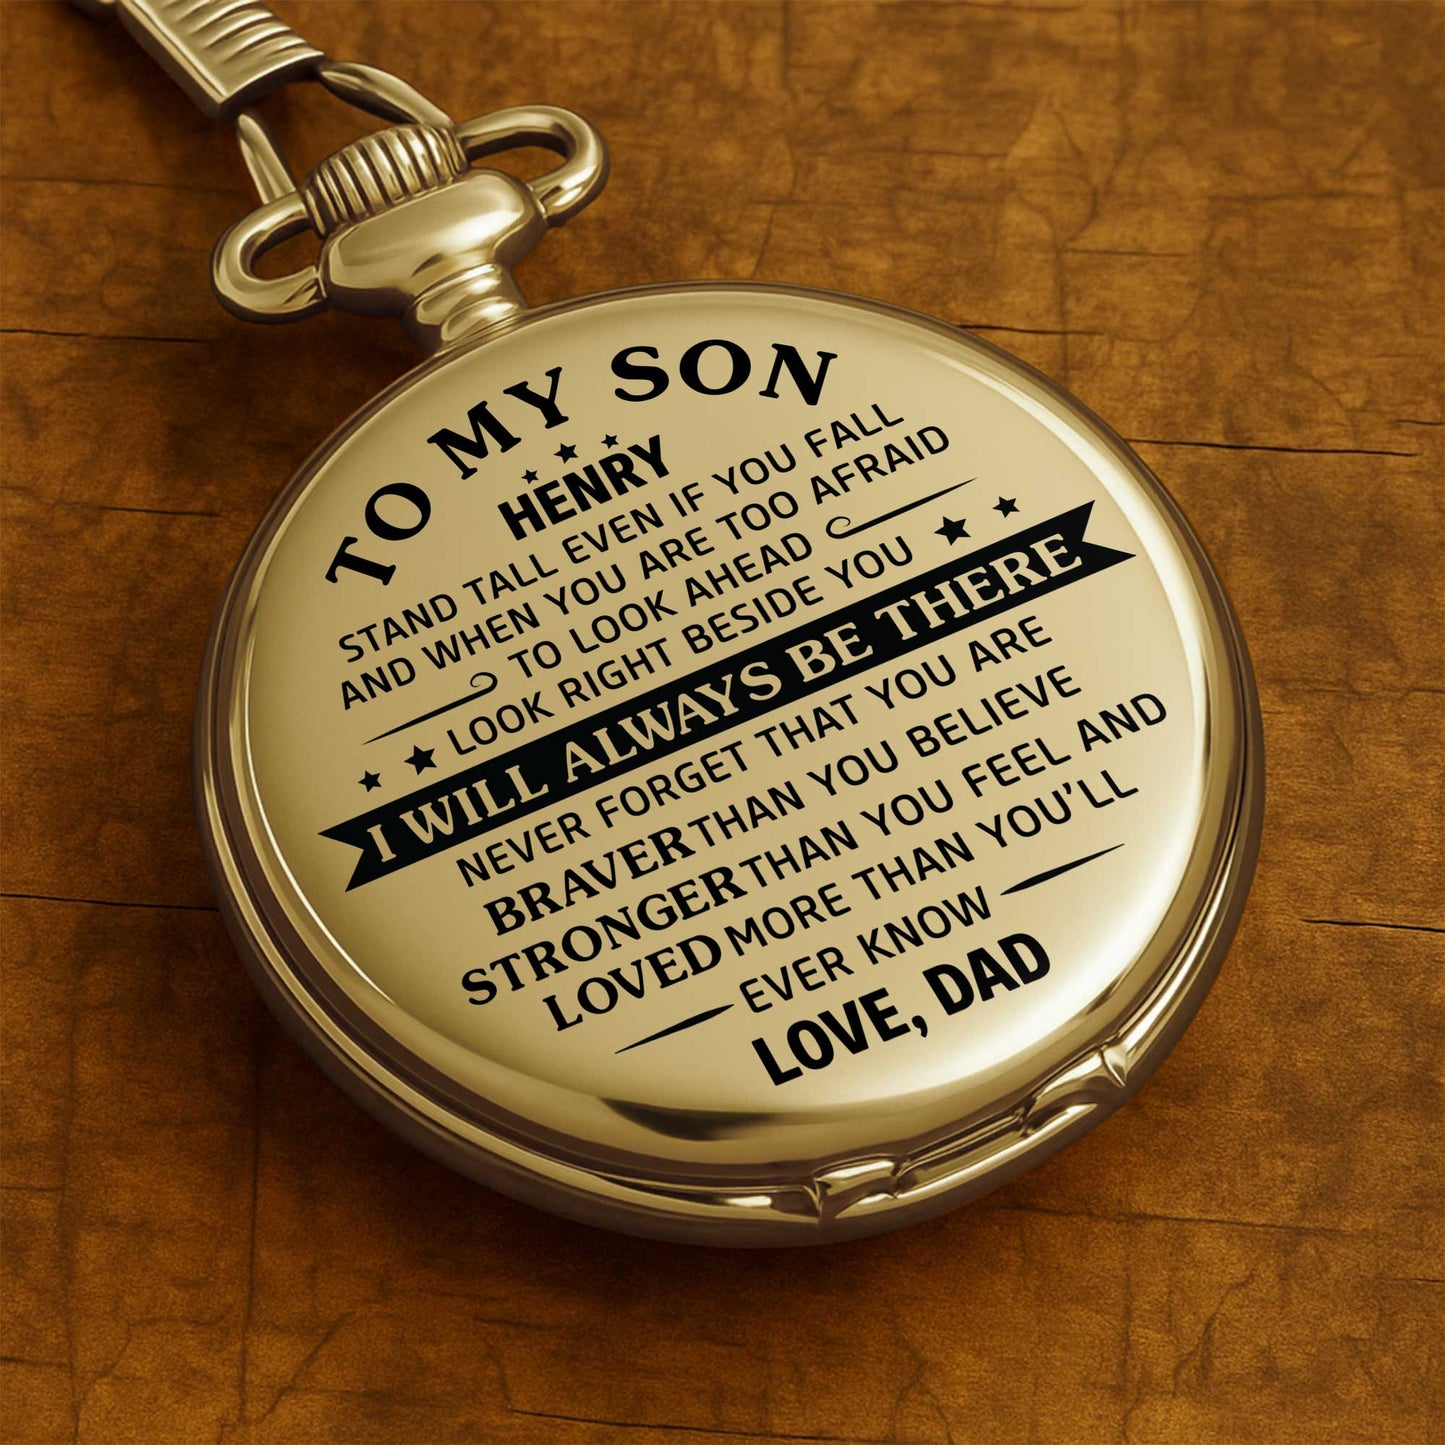 TO MY SON
HENRY
STAND TALL EVEN IF YOU FALL
AND WHEN YOU ARE TOO AFRAID
TO LOOK AHEAD
LOOK RIGHT BESIDE YOU
I WILL ALWAYS BE THERE
NEVER FORGET THAT YOU ARE
BRAVER THAN YOU BELIEVE
STRONGER THAN YOU FEEL AND
LOVED MORE THAN YOU'LL
EVER KNOW
LOVE, DAD